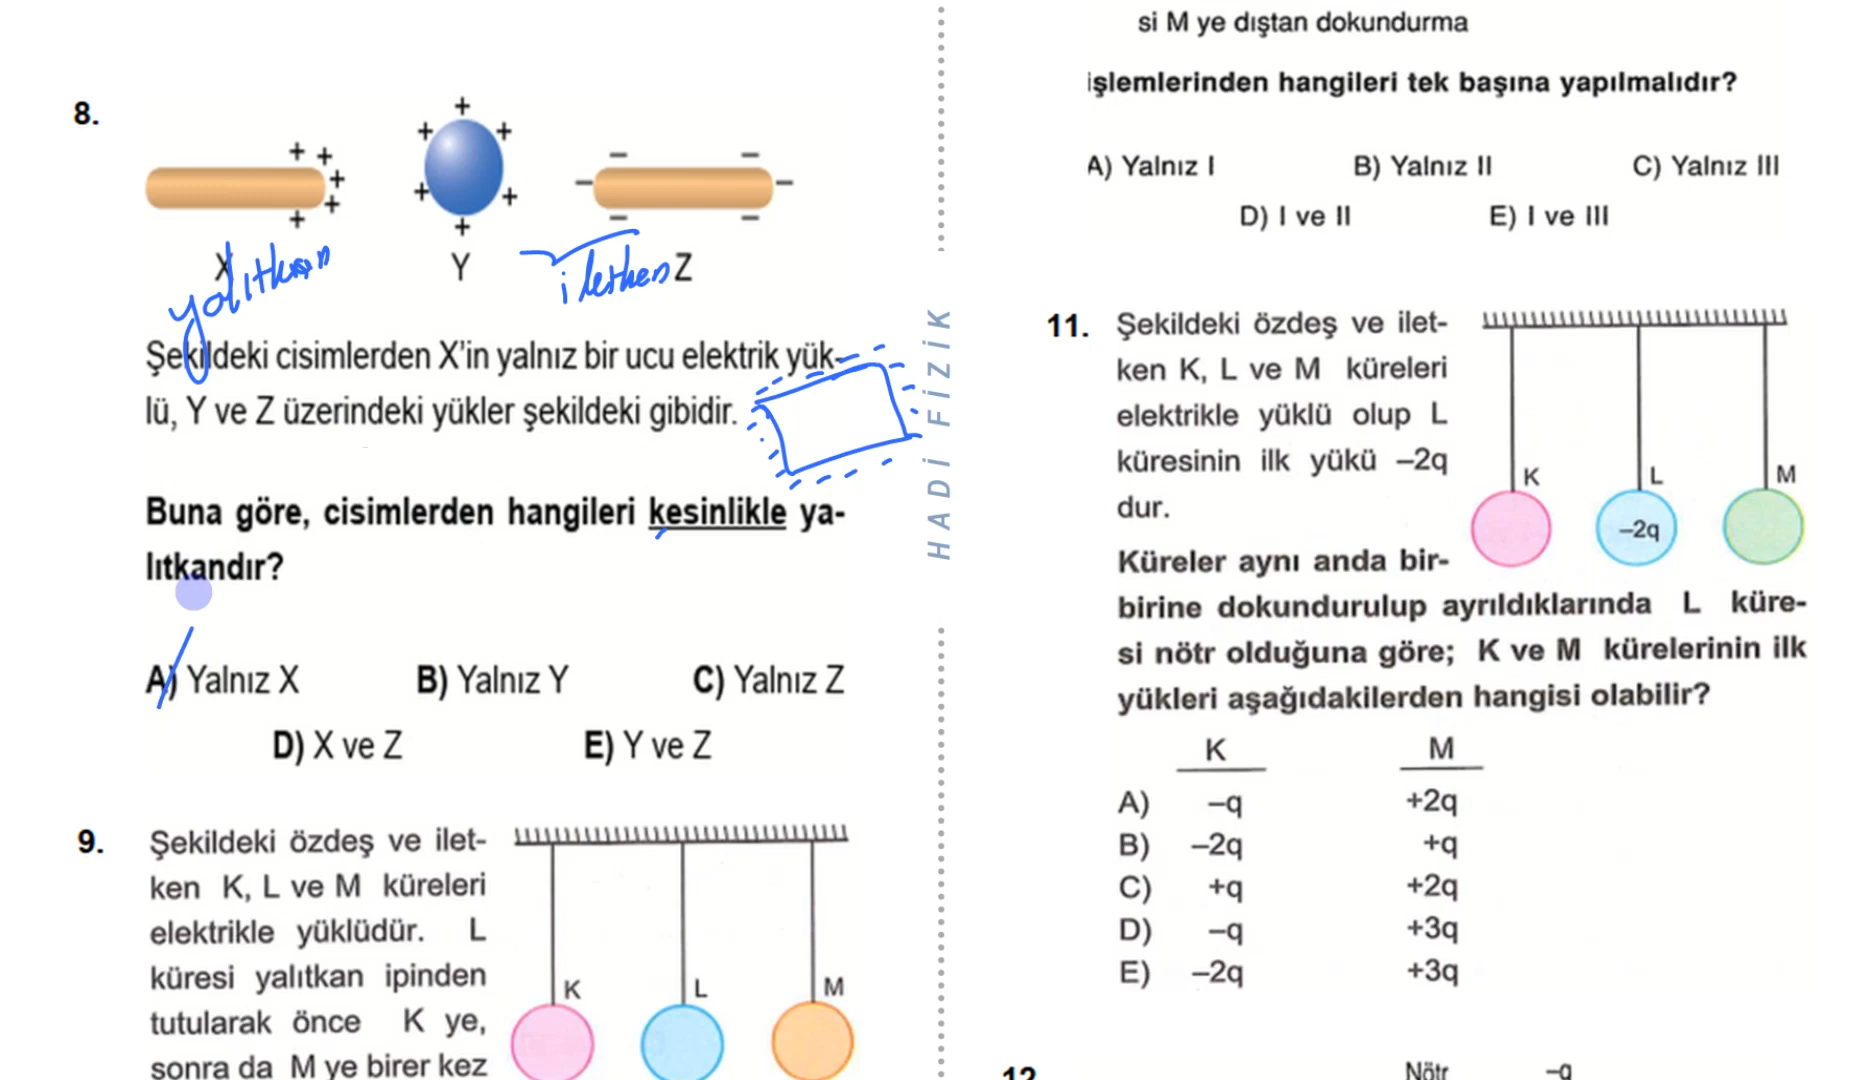 8.
+ + + + +
+ + + + + + +
− − − − − −
X
Y
Z
yalıtkan
iletken
Şekildeki cisimlerden X'in yalnız bir ucu elektrik yük-
lü, Y ve Z üzerindeki yükler şekildeki gibidir.
Buna göre, cisimlerden hangileri kesinlikle ya-
lıtkandır?
A) Yalnız X B) Yalnız Y C) Yalnız Z
D) X ve Z E) Y ve Z
9.
Şekildeki özdeş ve ilet-
ken K, L ve M küreleri
elektrikle yüklüdür. L
küresi yalıtkan ipinden
tutularak önce K ye,
sonra da M ye birer kez
K L M
HADİ FİZİK
si M ye dıştan dokundurma
işlemlerinden hangileri tek başına yapılmalıdır?
A) Yalnız I B) Yalnız II C) Yalnız III
D) I ve II E) I ve III
11.
Şekildeki özdeş ve ilet-
ken K, L ve M küreleri
elektrikle yüklü olup L
küresinin ilk yükü –2q
dur.
K L M
–2q
Küreler aynı anda bir-
birine dokundurulup ayrıldıklarında L küre-
si nötr olduğuna göre; K ve M kürelerinin ilk
yükleri aşağıdakilerden hangisi olabilir?
K M
A) –q +2q
B) –2q +q
C) +q +2q
D) –q +3q
E) –2q +3q
12
Nötr –q